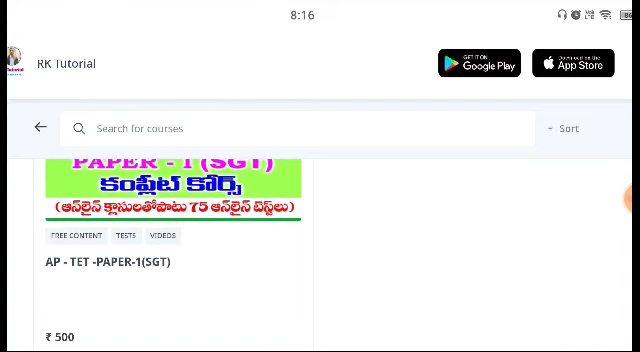 8:16
RK Tutorial
GET IT ON
Google Play
Download on the
App Store
Search for courses
Sort
PAPER - 1 (SGT)
కంప్లీట్ కోర్స్
(ఆన్‌లైన్ క్లాసులతోపాటు 75 ఆన్‌లైన్ టెస్ట్‌లు)
FREE CONTENT
TESTS
VIDEOS
AP - TET -PAPER-1(SGT)
₹ 500